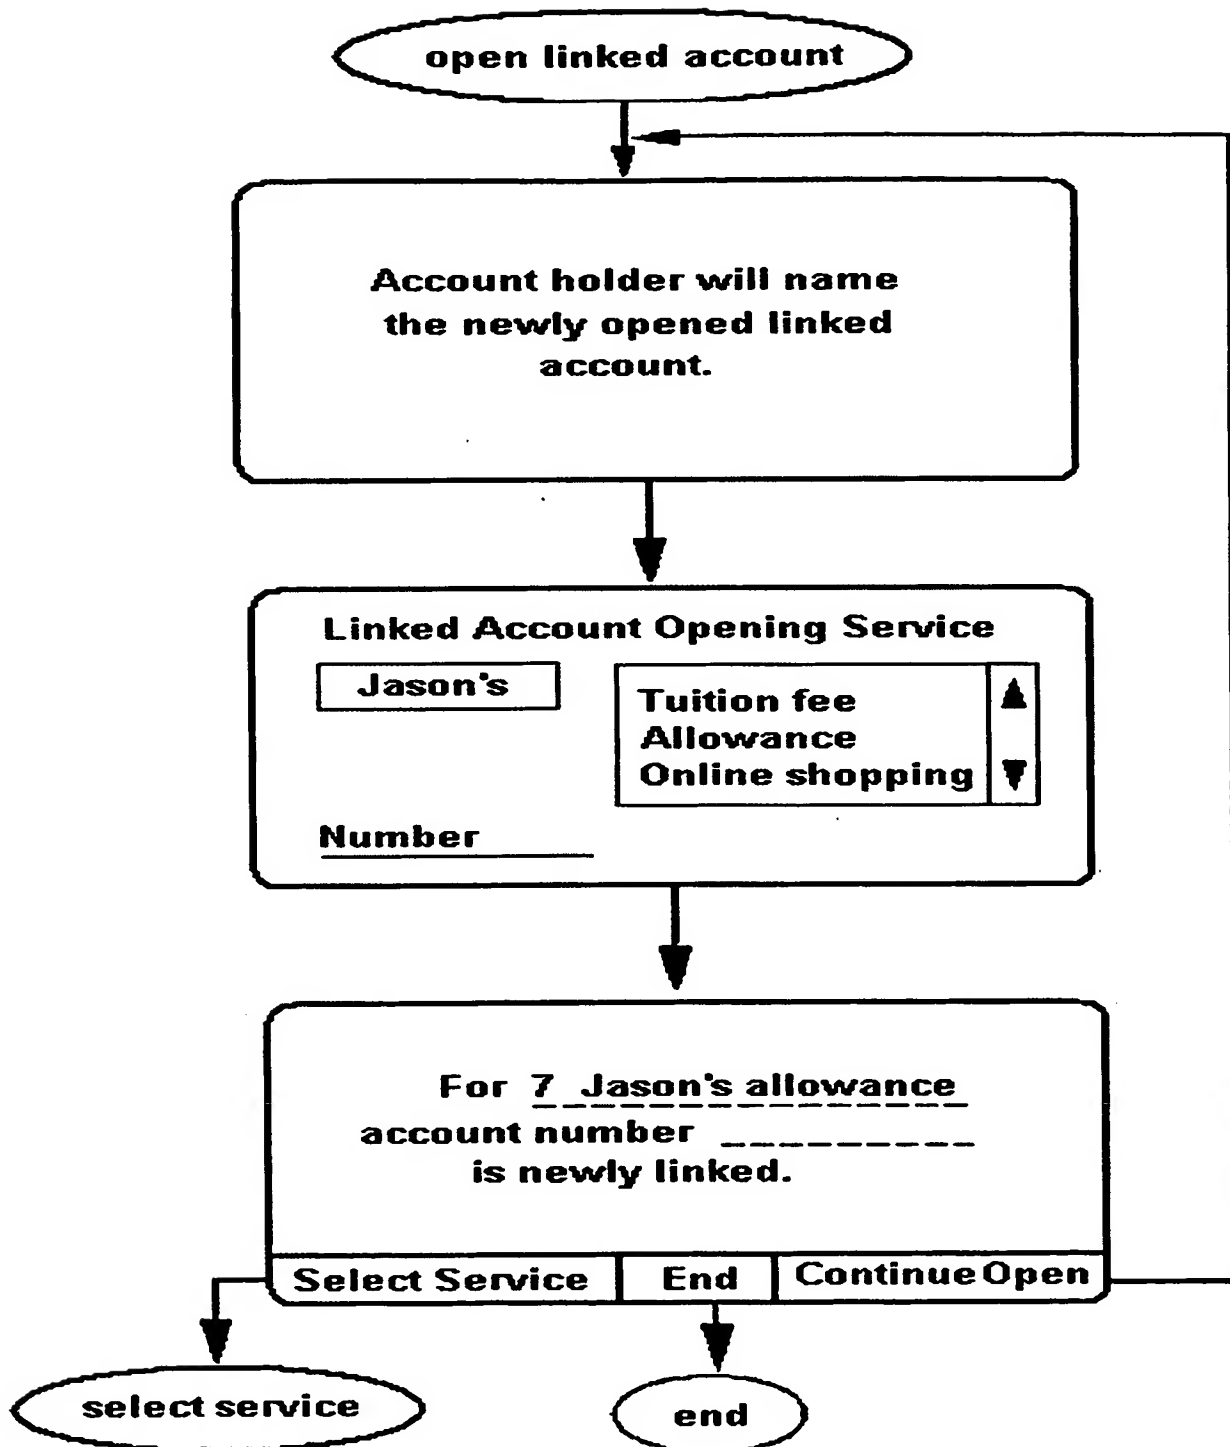 open linked account
Account holder will name
the newly opened linked
account.
Linked Account Opening Service
Jason's
Tuition fee
Allowance
Online shopping
Number
For 7 Jason's allowance
account number
is newly linked.
Select Service End Continue Open
select service
end